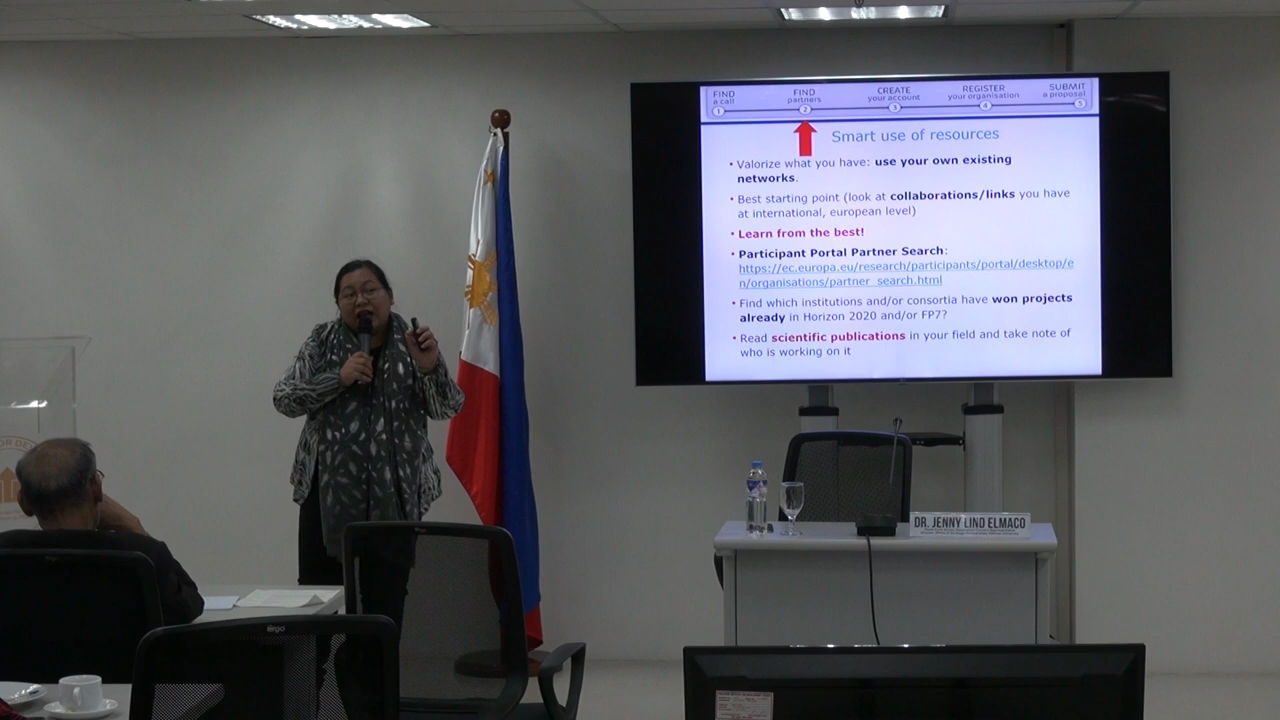 FIND
a call
1
FIND
partners
2
CREATE
your account
3
REGISTER
your organisation
4
SUBMIT
a proposal
5
Smart use of resources
• Valorize what you have: use your own existing
networks.
• Best starting point (look at collaborations/links you have
at international, european level)
• Learn from the best!
• Participant Portal Partner Search:
https://ec.europa.eu/research/participants/portal/desktop/e
n/organisations/partner_search.html
• Find which institutions and/or consortia have won projects
already in Horizon 2020 and/or FP7?
• Read scientific publications in your field and take note of
who is working on it
DR. JENNY LIND ELMACO
ergo